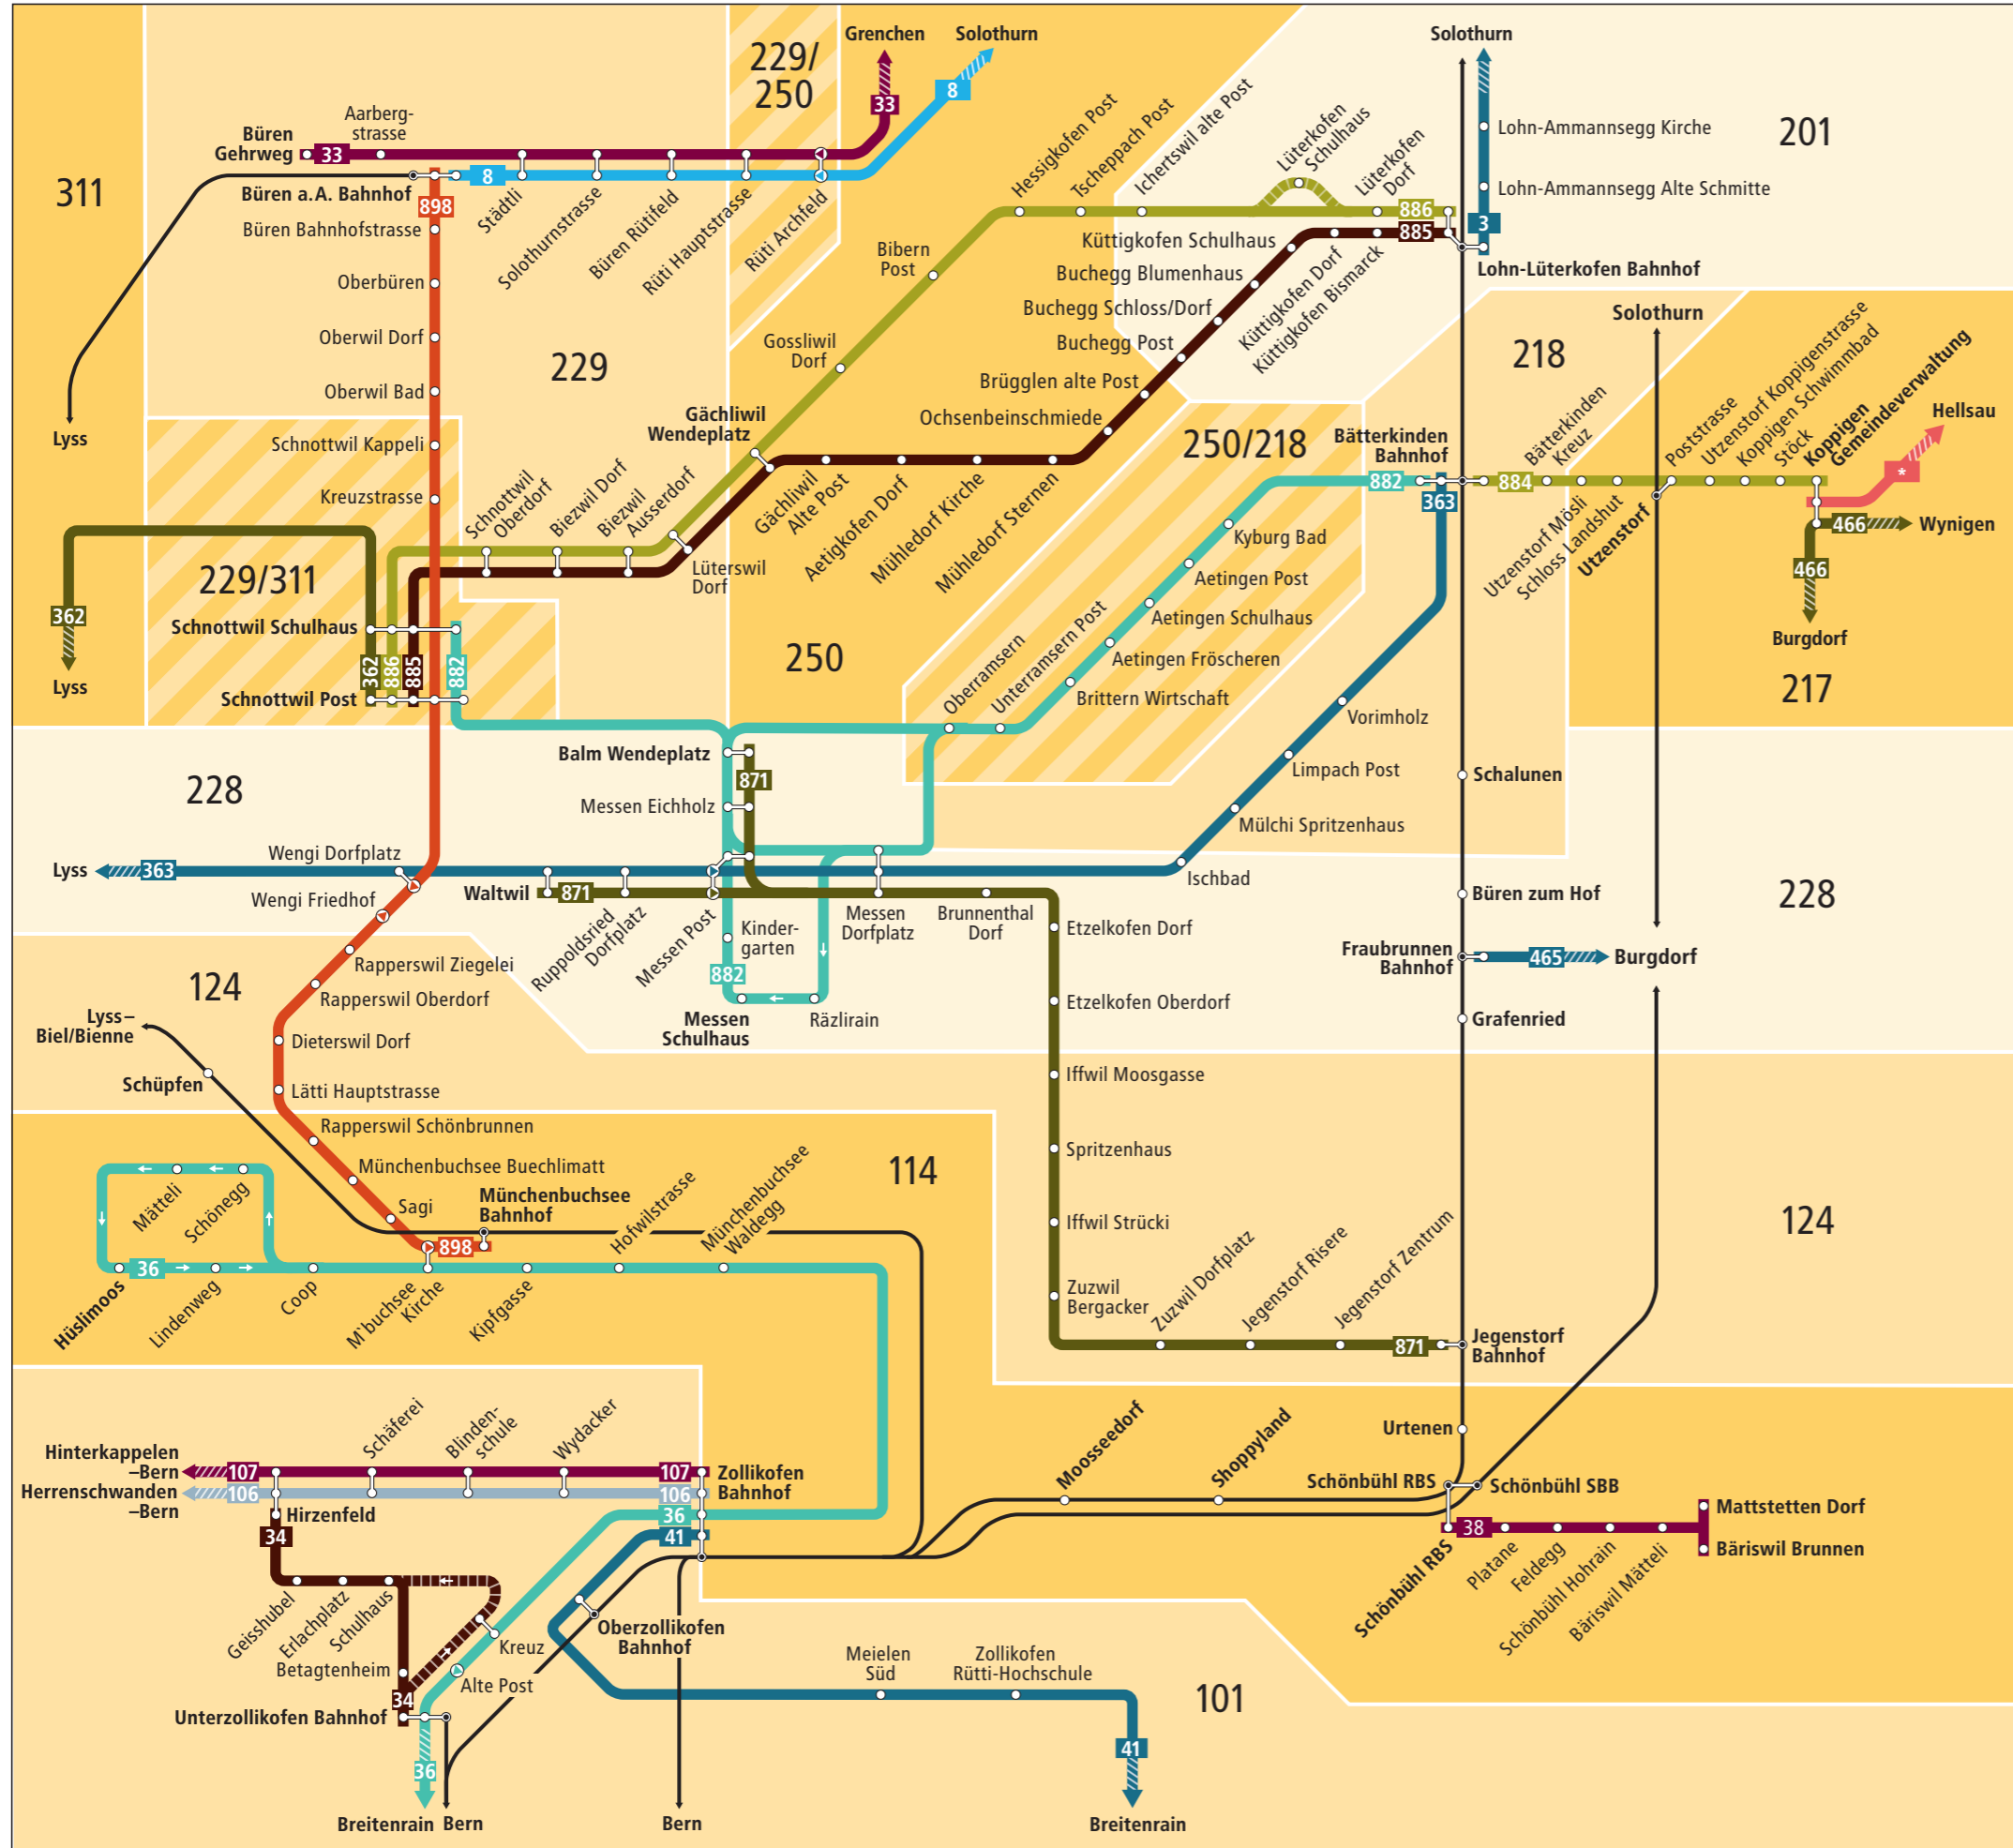 Grenchen
Solothurn
Solothurn
229/
250
33
8
201
Aarberg-
strasse
Büren
Gehrweg
33
Büren a.A. Bahnhof
8
311
898
Städtli
Solothurnstrasse
Büren Rütifeld
Rüti Hauptstrasse
Rüti Archfeld
Hessigkofen Post
Tscheppach Post
Ichertswil alte Post
Lüterkofen
Schulhaus
Lüterkofen
Dorf
886
885
3
Lohn-Ammannsegg Kirche
Lohn-Ammannsegg Alte Schmitte
Lohn-Lüterkofen Bahnhof
Büren Bahnhofstrasse
Oberbüren
Oberwil Dorf
Oberwil Bad
Schnottwil Kappeli
Kreuzstrasse
Lyss
229
Bibern
Post
Gossliwil
Dorf
Gächliwil
Wendeplatz
Küttigkofen Schulhaus
Buchegg Blumenhaus
Buchegg Schloss/Dorf
Buchegg Post
Brügglen alte Post
Ochsenbeinschmiede
Küttigkofen Dorf
Küttigkofen Bismarck
Solothurn
218
250/218
Bätterkinden
Bahnhof
882
363
884
Bätterkinden
Kreuz
Utzenstorf Mösli
Schloss Landshut
Utzenstorf
Poststrasse
Utzenstorf Koppigenstrasse
Koppigen Schwimmbad
Stöck
Koppigen
Gemeindeverwaltung
Hellsau
*
466
Wynigen
466
Burgdorf
217
Schnottwil
Oberdorf
Biezwil Dorf
Biezwil
Ausserdorf
Lüterswil
Dorf
Gächliwil
Alte Post
Aetigkofen Dorf
Mühledorf Kirche
Mühledorf Sternen
362
Lyss
229/311
Schnottwil Schulhaus
362
886
885
882
Schnottwil Post
250
Kyburg Bad
Aetingen Post
Aetingen Schulhaus
Aetingen Fröscheren
Brittern Wirtschaft
Oberramsern
Unterramsern Post
Vorimholz
Limpach Post
Mülchi Spritzenhaus
Ischbad
228
Balm Wendeplatz
871
Messen Eichholz
Schalunen
Wengi Dorfplatz
Lyss
363
Wengi Friedhof
Waltwil
871
Ruppoldsried
Dorfplatz
Messen Post
Kinder-
garten
882
Messen
Schulhaus
Räzlirain
Messen
Dorfplatz
Brunnenthal
Dorf
Büren zum Hof
228
Fraubrunnen
Bahnhof
465
Burgdorf
Grafenried
Etzelkofen Dorf
Etzelkofen Oberdorf
Iffwil Moosgasse
Spritzenhaus
Iffwil Strücki
Zuzwil
Bergacker
Zuzwil Dorfplatz
Jegenstorf Risere
Jegenstorf Zentrum
871
Jegenstorf
Bahnhof
124
Rapperswil Ziegelei
Rapperswil Oberdorf
124
Lyss–
Biel/Bienne
Schüpfen
Dieterswil Dorf
Lätti Hauptstrasse
Rapperswil Schönbrunnen
Münchenbuchsee Buechlimatt
Sagi
Münchenbuchsee
Bahnhof
898
114
Mätteli
Schönegg
Hüslimoos
36
Lindenweg
Coop
M`buchsee
Kirche
Kipfgasse
Hofwilstrasse
Münchenbuchsee
Waldegg
Urtenen
Moosseedorf
Shoppyland
Schönbühl RBS
Schönbühl SBB
Schönbühl RBS
38
Platane
Feldegg
Schönbühl Hohrain
Bäriswil Mätteli
Mattstetten Dorf
Bäriswil Brunnen
Hinterkappelen
–Bern
107
Herrenschwanden
–Bern
106
Schäferei
Blinden-
schule
Wydacker
107
106
36
41
Zollikofen
Bahnhof
Hirzenfeld
34
Geisshubel
Erlachplatz
Schulhaus
Betagtenheim
34
Unterzollikofen Bahnhof
Kreuz
Alte Post
Oberzollikofen
Bahnhof
Meielen
Süd
Zollikofen
Rütti-Hochschule
101
36
41
Breitenrain
Bern
Bern
Breitenrain